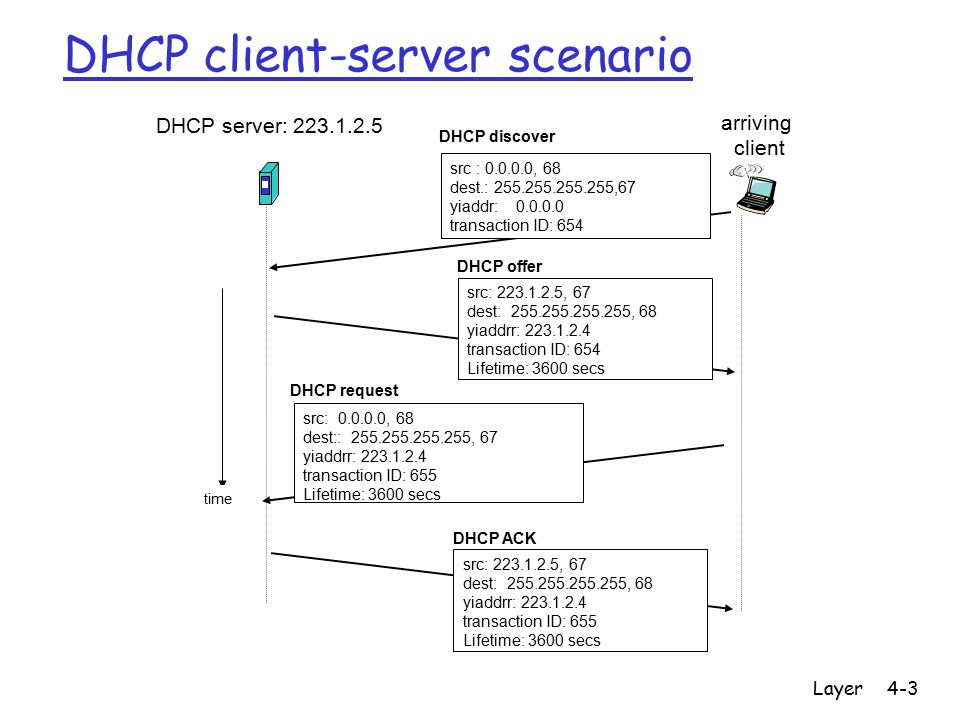 DHCP client-server scenario
DHCP server: 223.1.2.5
arriving
client
DHCP discover
src : 0.0.0.0, 68
dest.: 255.255.255.255,67
yiaddr: 0.0.0.0
transaction ID: 654
DHCP offer
src: 223.1.2.5, 67
dest: 255.255.255.255, 68
yiaddrr: 223.1.2.4
transaction ID: 654
Lifetime: 3600 secs
DHCP request
src: 0.0.0.0, 68
dest:: 255.255.255.255, 67
yiaddrr: 223.1.2.4
transaction ID: 655
Lifetime: 3600 secs
time
DHCP ACK
src: 223.1.2.5, 67
dest: 255.255.255.255, 68
yiaddrr: 223.1.2.4
transaction ID: 655
Lifetime: 3600 secs
Layer 4-3